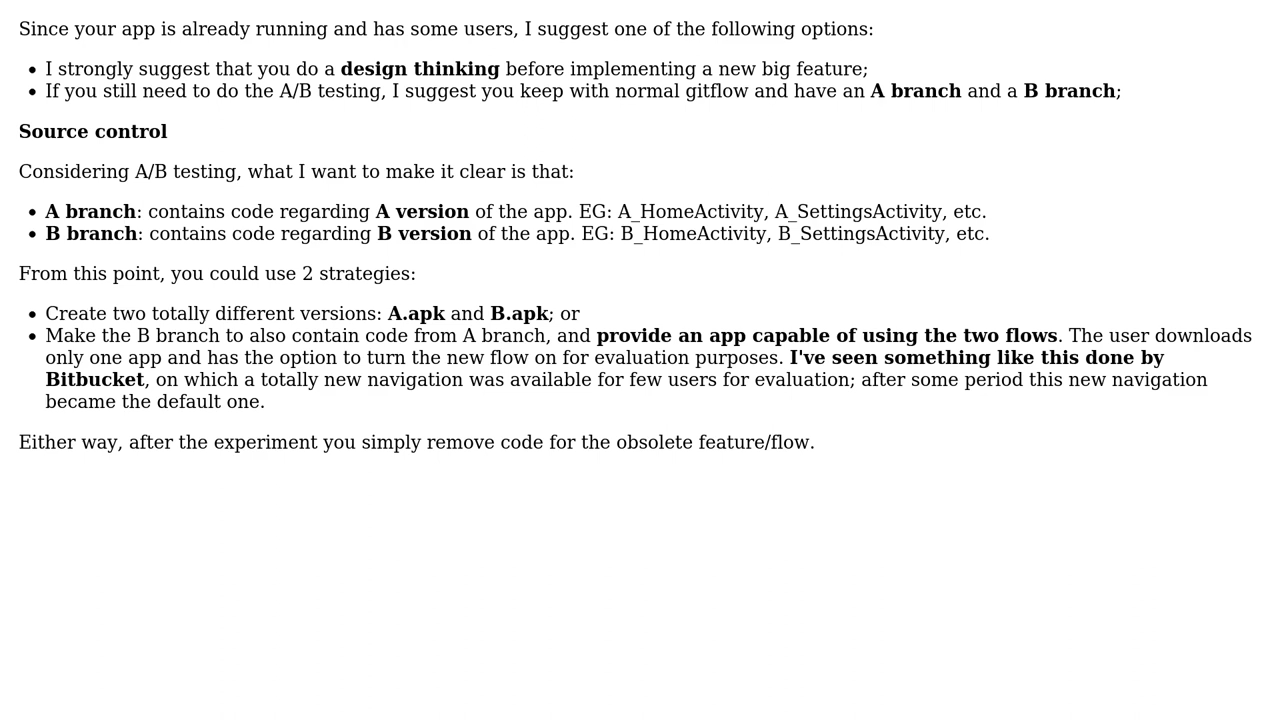 Since your app is already running and has some users, I suggest one of the following options:
• I strongly suggest that you do a design thinking before implementing a new big feature;
• If you still need to do the A/B testing, I suggest you keep with normal gitflow and have an A branch and a B branch;
Source control
Considering A/B testing, what I want to make it clear is that:
• A branch: contains code regarding A version of the app. EG: A_HomeActivity, A_SettingsActivity, etc.
• B branch: contains code regarding B version of the app. EG: B_HomeActivity, B_SettingsActivity, etc.
From this point, you could use 2 strategies:
• Create two totally different versions: A.apk and B.apk; or
• Make the B branch to also contain code from A branch, and provide an app capable of using the two flows. The user downloads
only one app and has the option to turn the new flow on for evaluation purposes. I've seen something like this done by
Bitbucket, on which a totally new navigation was available for few users for evaluation; after some period this new navigation
became the default one.
Either way, after the experiment you simply remove code for the obsolete feature/flow.